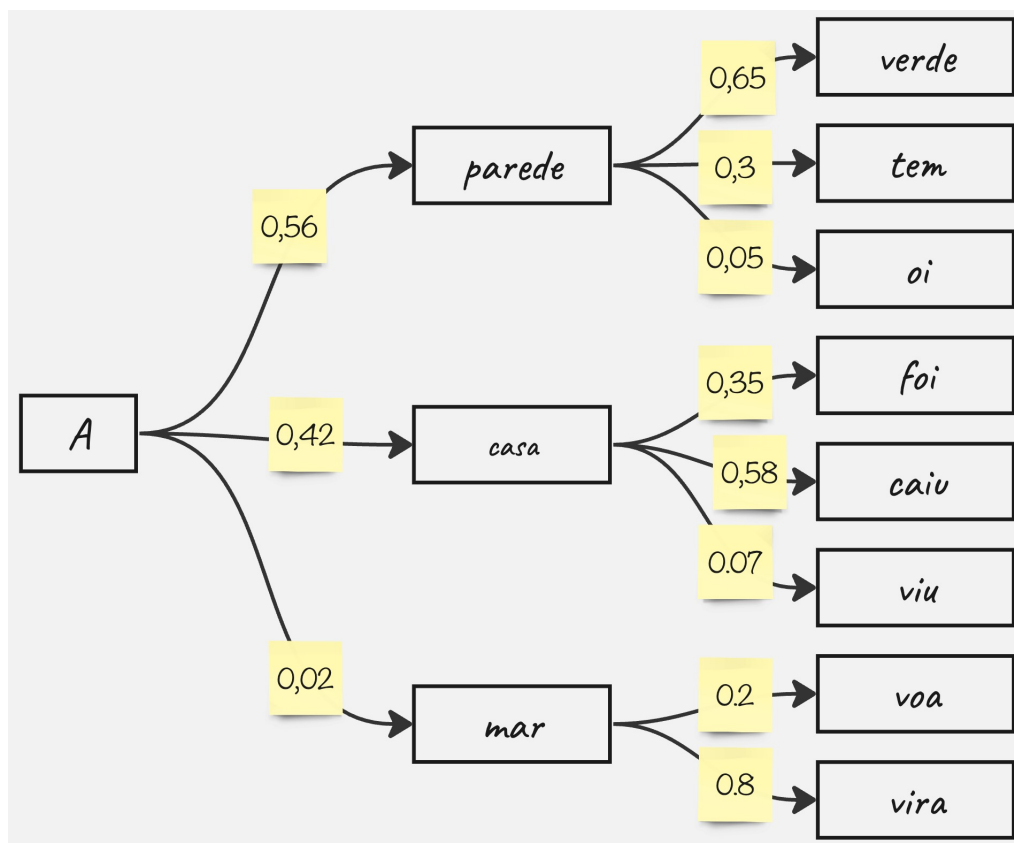 A
0,56
parede
0,65
verde
0,3
tem
0,05
oi
0,42
casa
0,35
foi
0,58
caiu
0.07
viu
0,02
mar
0.2
voa
0.8
vira